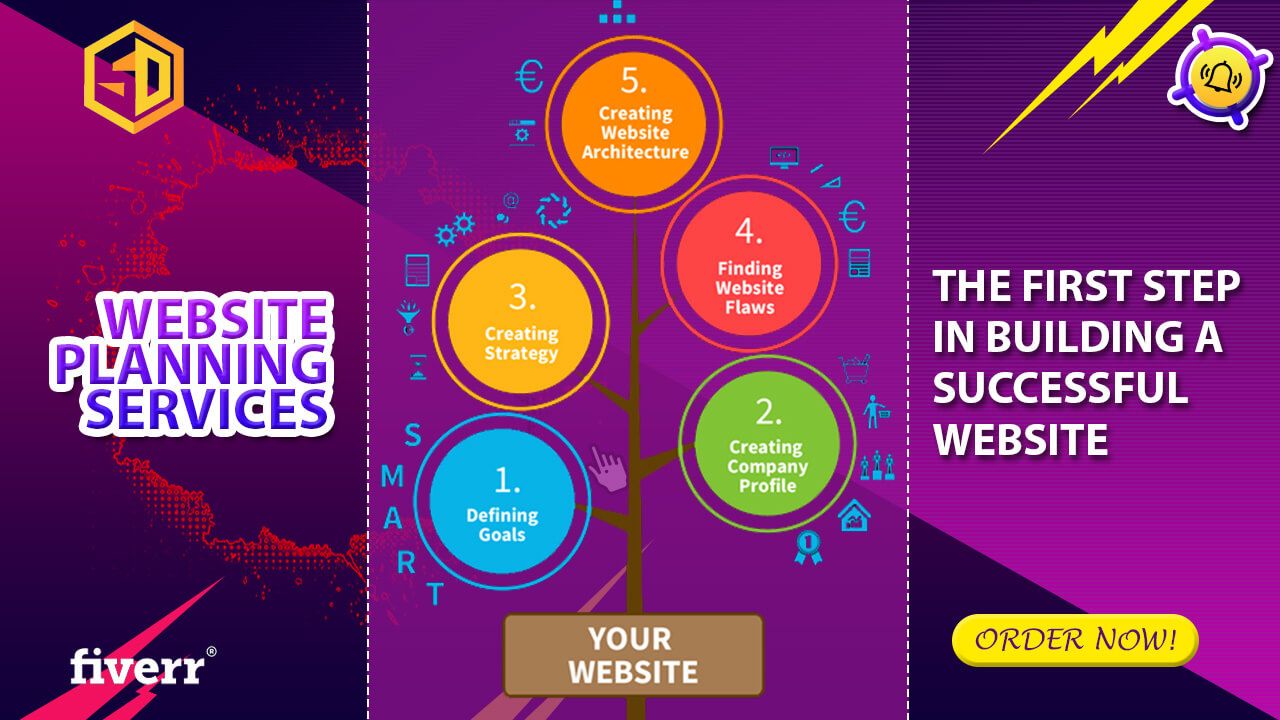 WEBSITE
PLANNING
SERVICES
fiverr®
5.
Creating
Website
Architecture
4.
Finding
Website
Flaws
3.
Creating
Strategy
2.
Creating
Company
Profile
1.
Defining
Goals
S
M
A
R
T
YOUR
WEBSITE
THE FIRST STEP
IN BUILDING A
SUCCESSFUL
WEBSITE
ORDER NOW!